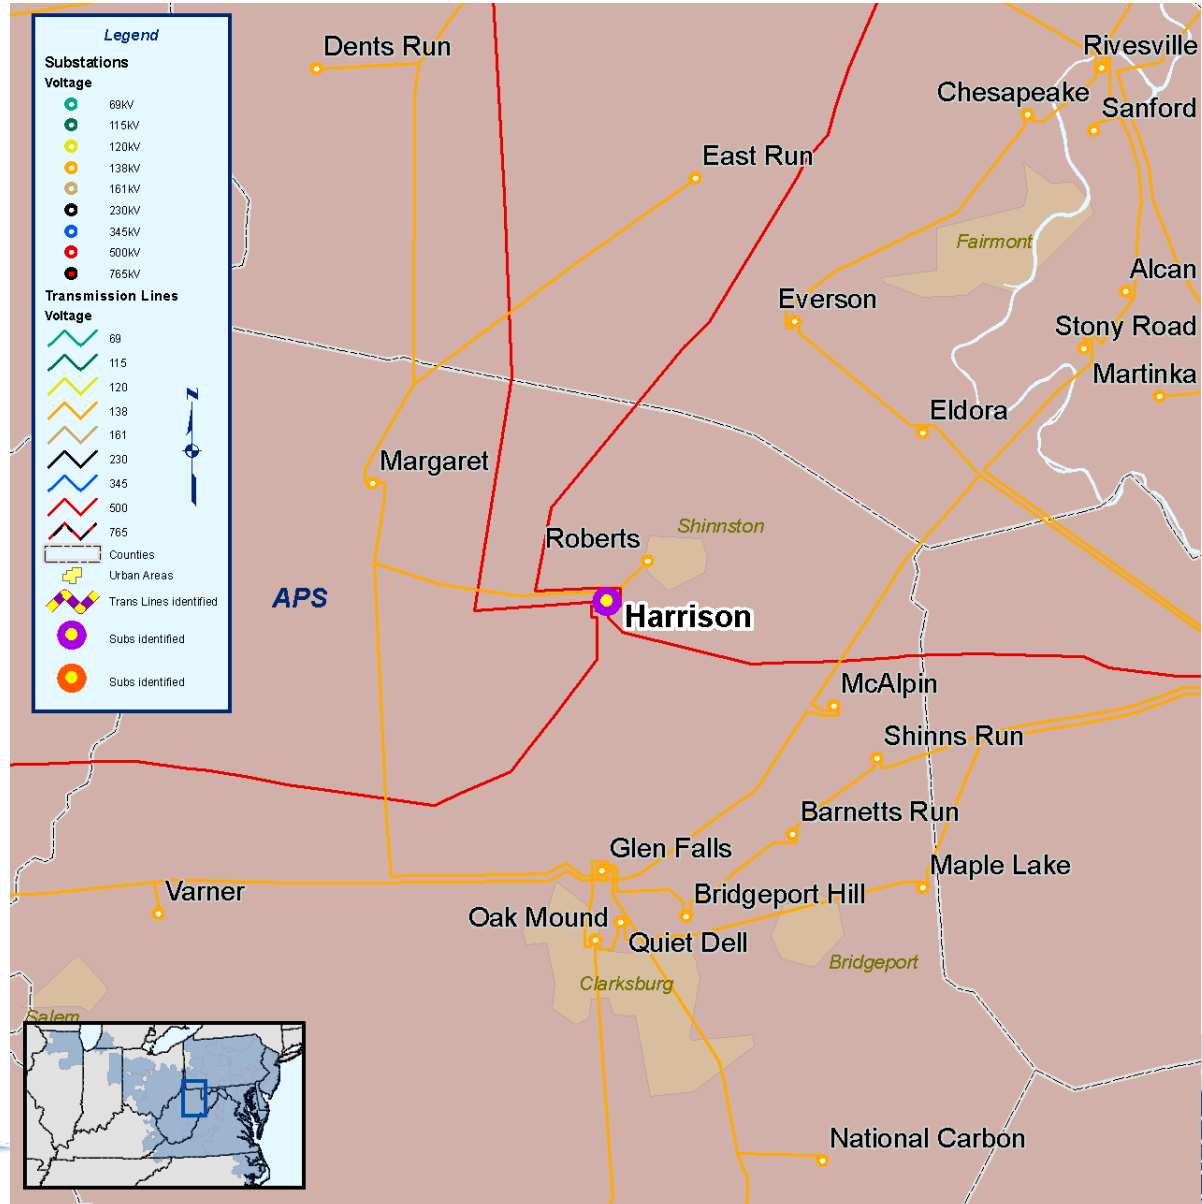 Legend
Substations
Voltage
69kV
115kV
120kV
138kV
161kV
230kV
345kV
500kV
765kV
Transmission Lines
Voltage
69
115
120
138
161
230
345
500
765
Counties
Urban Areas
Trans Lines identified
Subs identified
Subs identified
N
Dents Run
Rivesville
Chesapeake
Sanford
East Run
Fairmont
Alcan
Everson
Stony Road
Martinka
Eldora
Margaret
Shinnston
Roberts
APS
Harrison
McAlpin
Shinns Run
Barnetts Run
Glen Falls
Maple Lake
Varner
Bridgeport Hill
Oak Mound
Quiet Dell
Bridgeport
Clarksburg
Salem
National Carbon